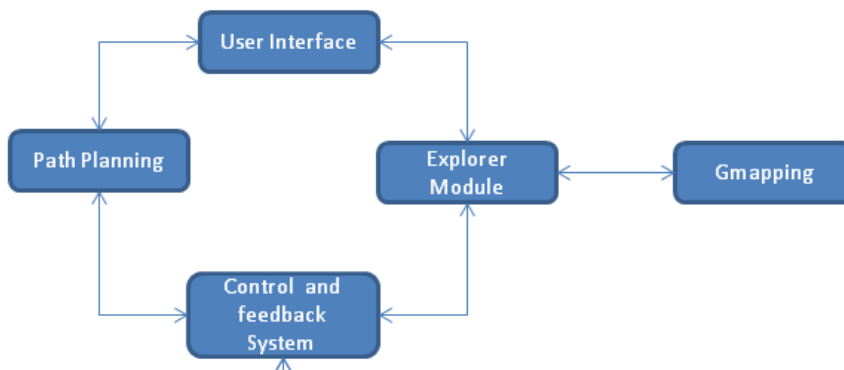 User Interface
Path Planning
Explorer
Module
Gmapping
Control and
feedback
System